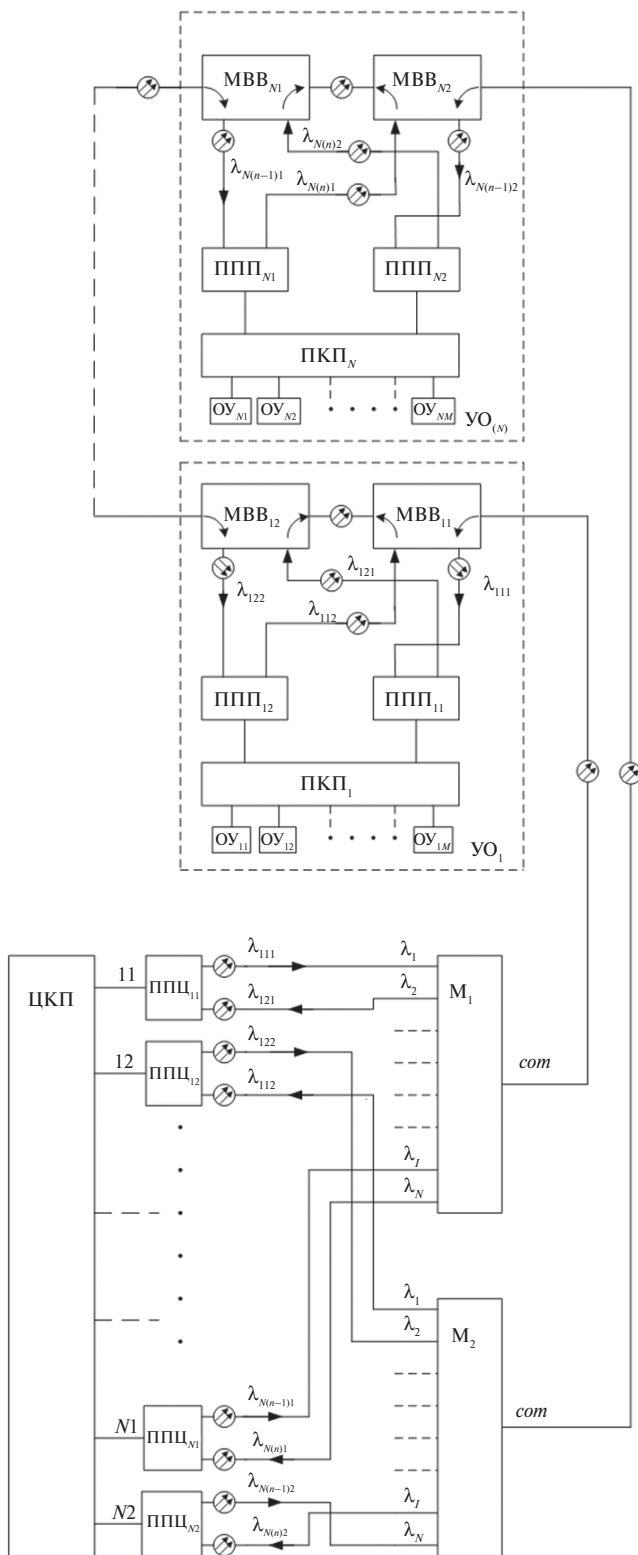 МВВ_N1 МВВ_N2
λ_N(n)2
λ_N(n−1)1 λ_N(n)1 λ_N(n−1)2
ППП_N1 ППП_N2
ПКП_N
ОУ_N1 ОУ_N2 ОУ_NM
УО_(N)
МВВ_12 МВВ_11
λ_121
λ_122 λ_112 λ_111
ППП_12 ППП_11
ПКП_1
ОУ_11 ОУ_12 ОУ_1M
УО_1
λ_111 λ_1
ЦКП 11 ППЦ_11 М_1
λ_121 λ_2
λ_122
12 ППЦ_12 com
λ_112
λ_I
λ_N
λ_1
λ_2 М_2
λ_N(n−1)1
N1 ППЦ_N1 com
λ_N(n)1
λ_N(n−1)2
N2 ППЦ_N2 λ_I
λ_N(n)2 λ_N